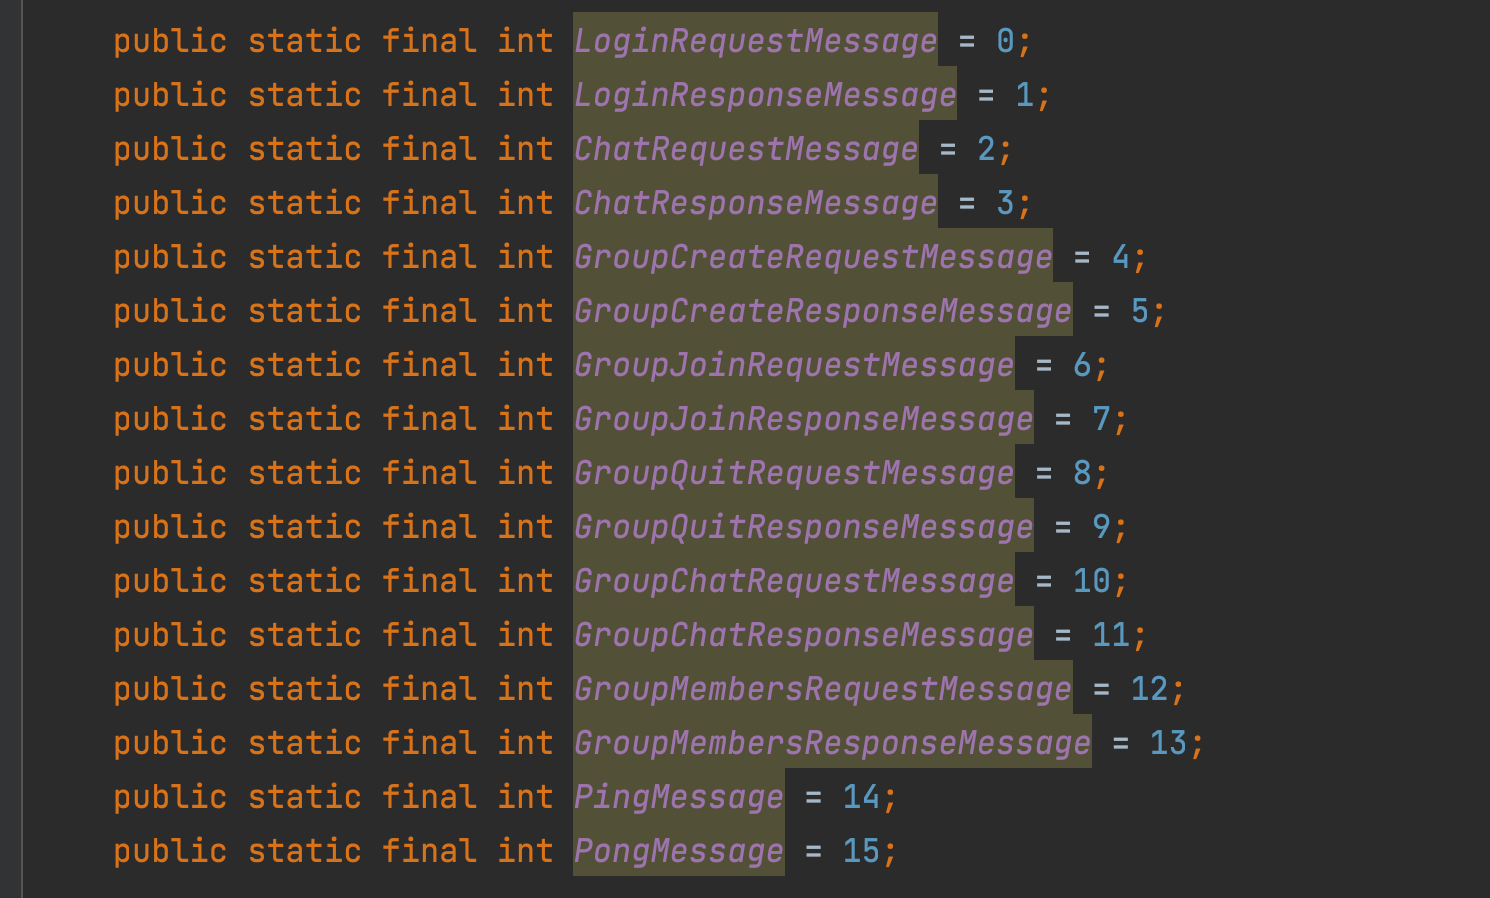 public static final int LoginRequestMessage = 0;
public static final int LoginResponseMessage = 1;
public static final int ChatRequestMessage = 2;
public static final int ChatResponseMessage = 3;
public static final int GroupCreateRequestMessage = 4;
public static final int GroupCreateResponseMessage = 5;
public static final int GroupJoinRequestMessage = 6;
public static final int GroupJoinResponseMessage = 7;
public static final int GroupQuitRequestMessage = 8;
public static final int GroupQuitResponseMessage = 9;
public static final int GroupChatRequestMessage = 10;
public static final int GroupChatResponseMessage = 11;
public static final int GroupMembersRequestMessage = 12;
public static final int GroupMembersResponseMessage = 13;
public static final int PingMessage = 14;
public static final int PongMessage = 15;